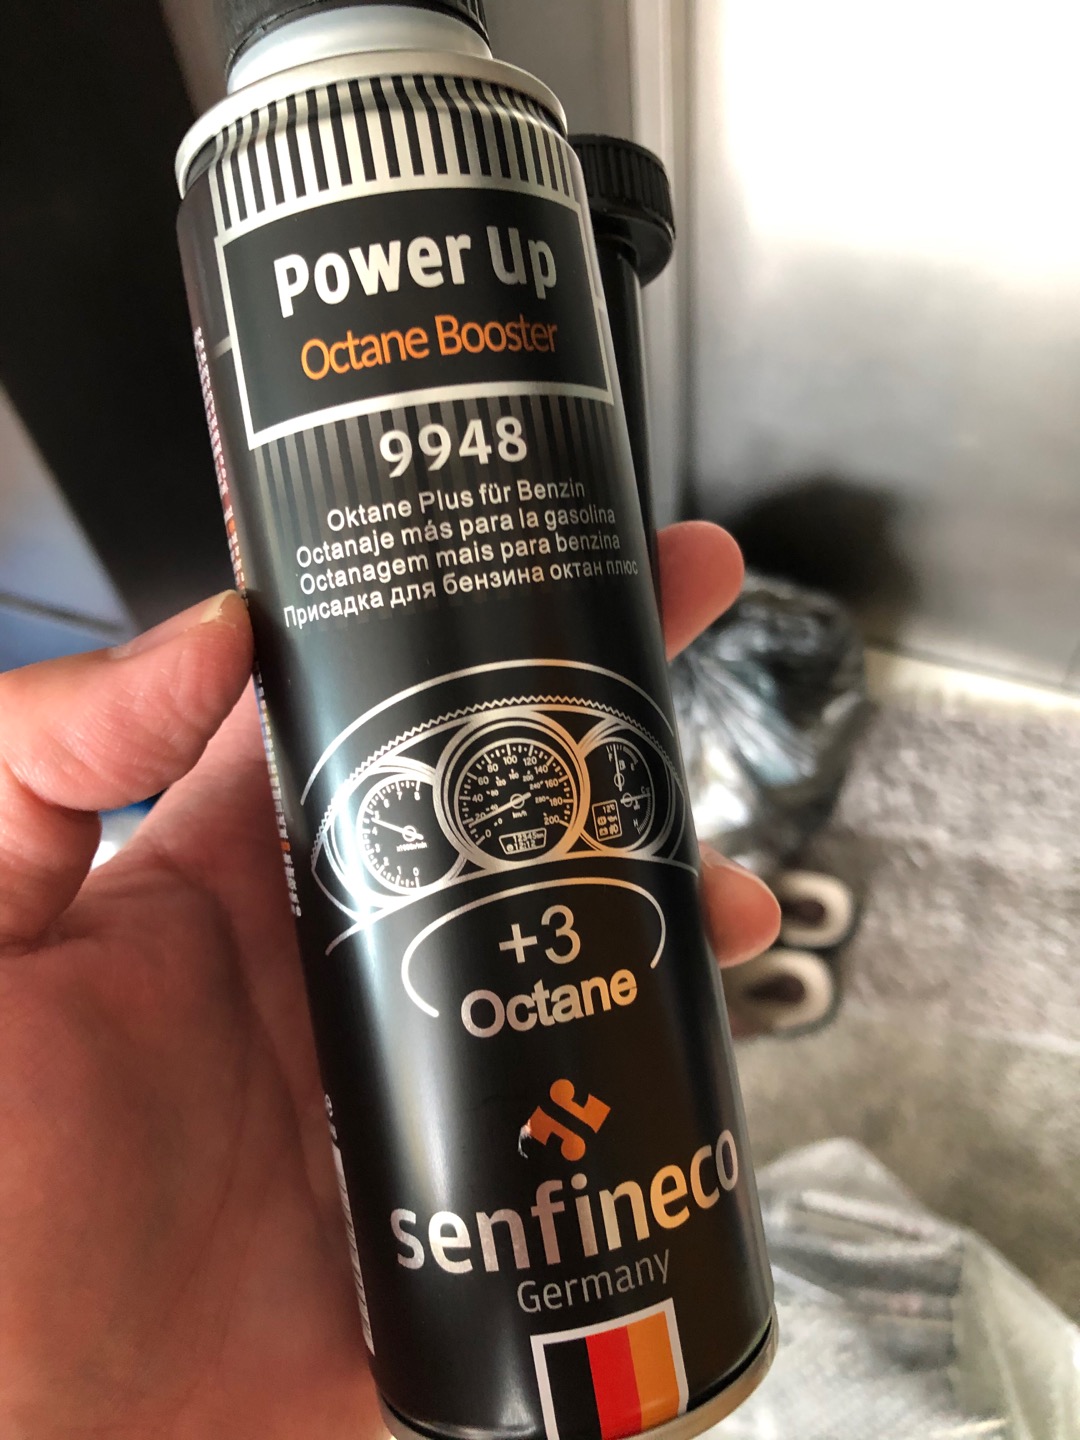 Power Up
Octane Booster
9948
Oktane Plus für Benzin
Octanaje más para la gasolina
Octanagem mais para benzina
Присадка для бензина октан плюс
+3
Octane
senfineco
Germany